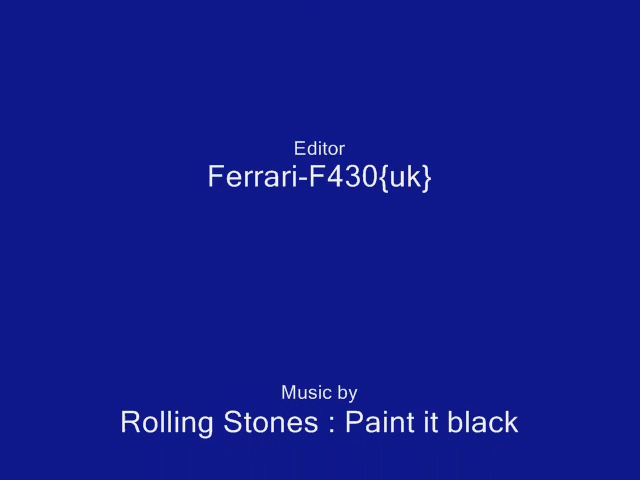 Editor
Ferrari-F430{uk}
Music by
Rolling Stones : Paint it black